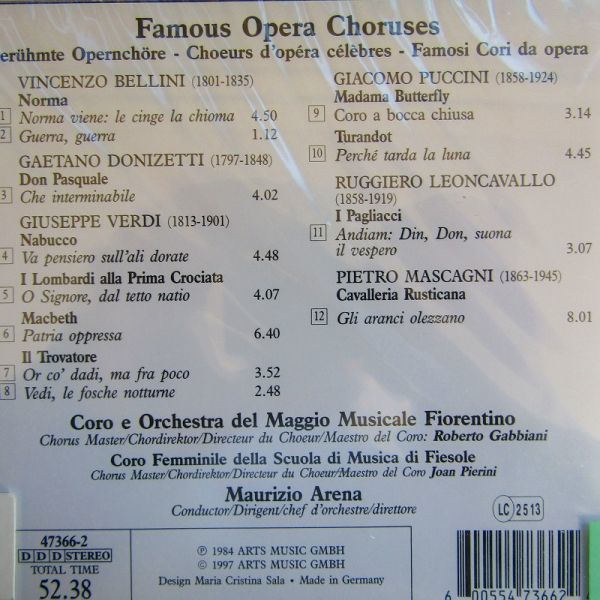 Famous Opera Choruses
erühmte Opernchöre - Choeurs d'opéra célèbres - Famosi Cori da opera
VINCENZO BELLINI (1801-1835)
Norma
1 Norma viene: le cinge la chioma 4.50
2 Guerra, guerra 1.12
GAETANO DONIZETTI (1797-1848)
Don Pasquale
3 Che interminabile 4.02
GIUSEPPE VERDI (1813-1901)
Nabucco
4 Va pensiero sull'ali dorate 4.48
I Lombardi alla Prima Crociata
5 O Signore, dal tetto natio 4.07
Macbeth
6 Patria oppressa 6.40
Il Trovatore
7 Or co' dadi, ma fra poco 3.52
8 Vedi, le fosche notturne 2.48
GIACOMO PUCCINI (1858-1924)
Madama Butterfly
9 Coro a bocca chiusa 3.14
Turandot
10 Perché tarda la luna 4.45
RUGGIERO LEONCAVALLO
(1858-1919)
I Pagliacci
11 Andiam: Din, Don, suona
il vespero 3.07
PIETRO MASCAGNI (1863-1945)
Cavalleria Rusticana
12 Gli aranci olezzano 8.01
Coro e Orchestra del Maggio Musicale Fiorentino
Chorus Master/Chordirektor/Directeur du Choeur/Maestro del Coro: Roberto Gabbiani
Coro Femminile della Scuola di Musica di Fiesole
Chorus Master/Chordirektor/Directeur du Choeur/Maestro del Coro Joan Pierini
Maurizio Arena
Conductor/Dirigent/chef d'orchestre/direttore
LC 2513
47366-2
D D D STEREO
TOTAL TIME
52.38
℗ 1984 ARTS MUSIC GMBH
© 1997 ARTS MUSIC GMBH
Design Maria Cristina Sala • Made in Germany
6 00554 73662 6